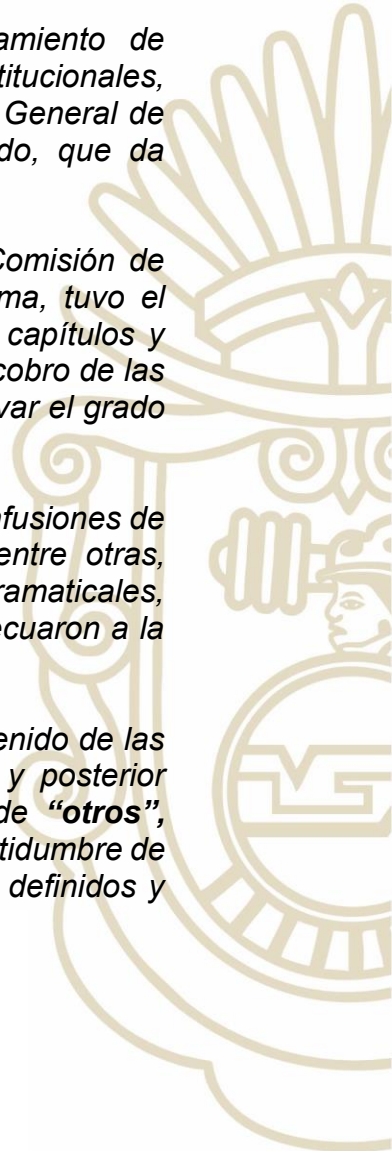 amiento de
titucionales,
General de
do, que da
Comisión de
ma, tuvo el
capítulos y
cobro de las
var el grado
nfusiones de
entre otras,
ramaticales,
ecuaron a la
enido de las
y posterior
de “otros”,
tidumbre de
definidos y